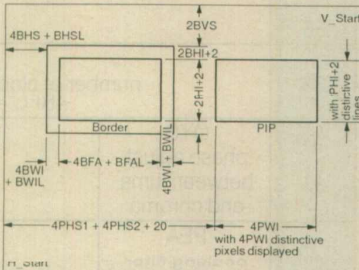 V_Start
2BVS
4BHS + BHSL
2BHI+2
2HI+2
with PHI+2
distinctive
lines
Border
PIP
4BWI
+ BWIL
4BFA + BFAL
4BWI + BWIL
4PHS1 + 4PHS2 + 20
4PWI
with 4PWI distinctive
pixels displayed
H_Start